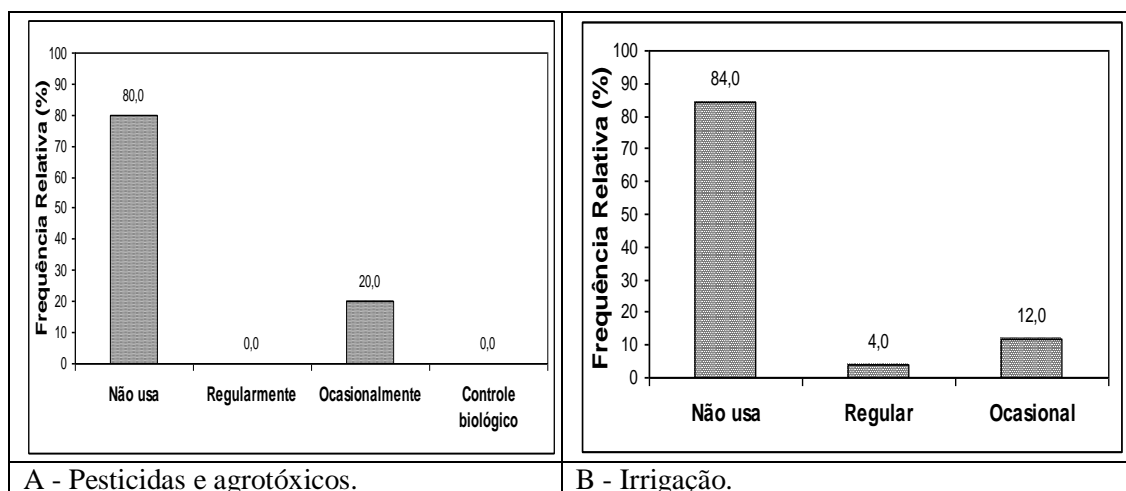 Frequência Relativa (%)
100
90
80
70
60
50
40
30
20
10
0
80,0
0,0
20,0
0,0
Não usa
Regularmente
Ocasionalmente
Controle
biológico
A - Pesticidas e agrotóxicos.
Frequência Relativa (%)
100
90
80
70
60
50
40
30
20
10
0
84,0
4,0
12,0
Não usa
Regular
Ocasional
B - Irrigação.